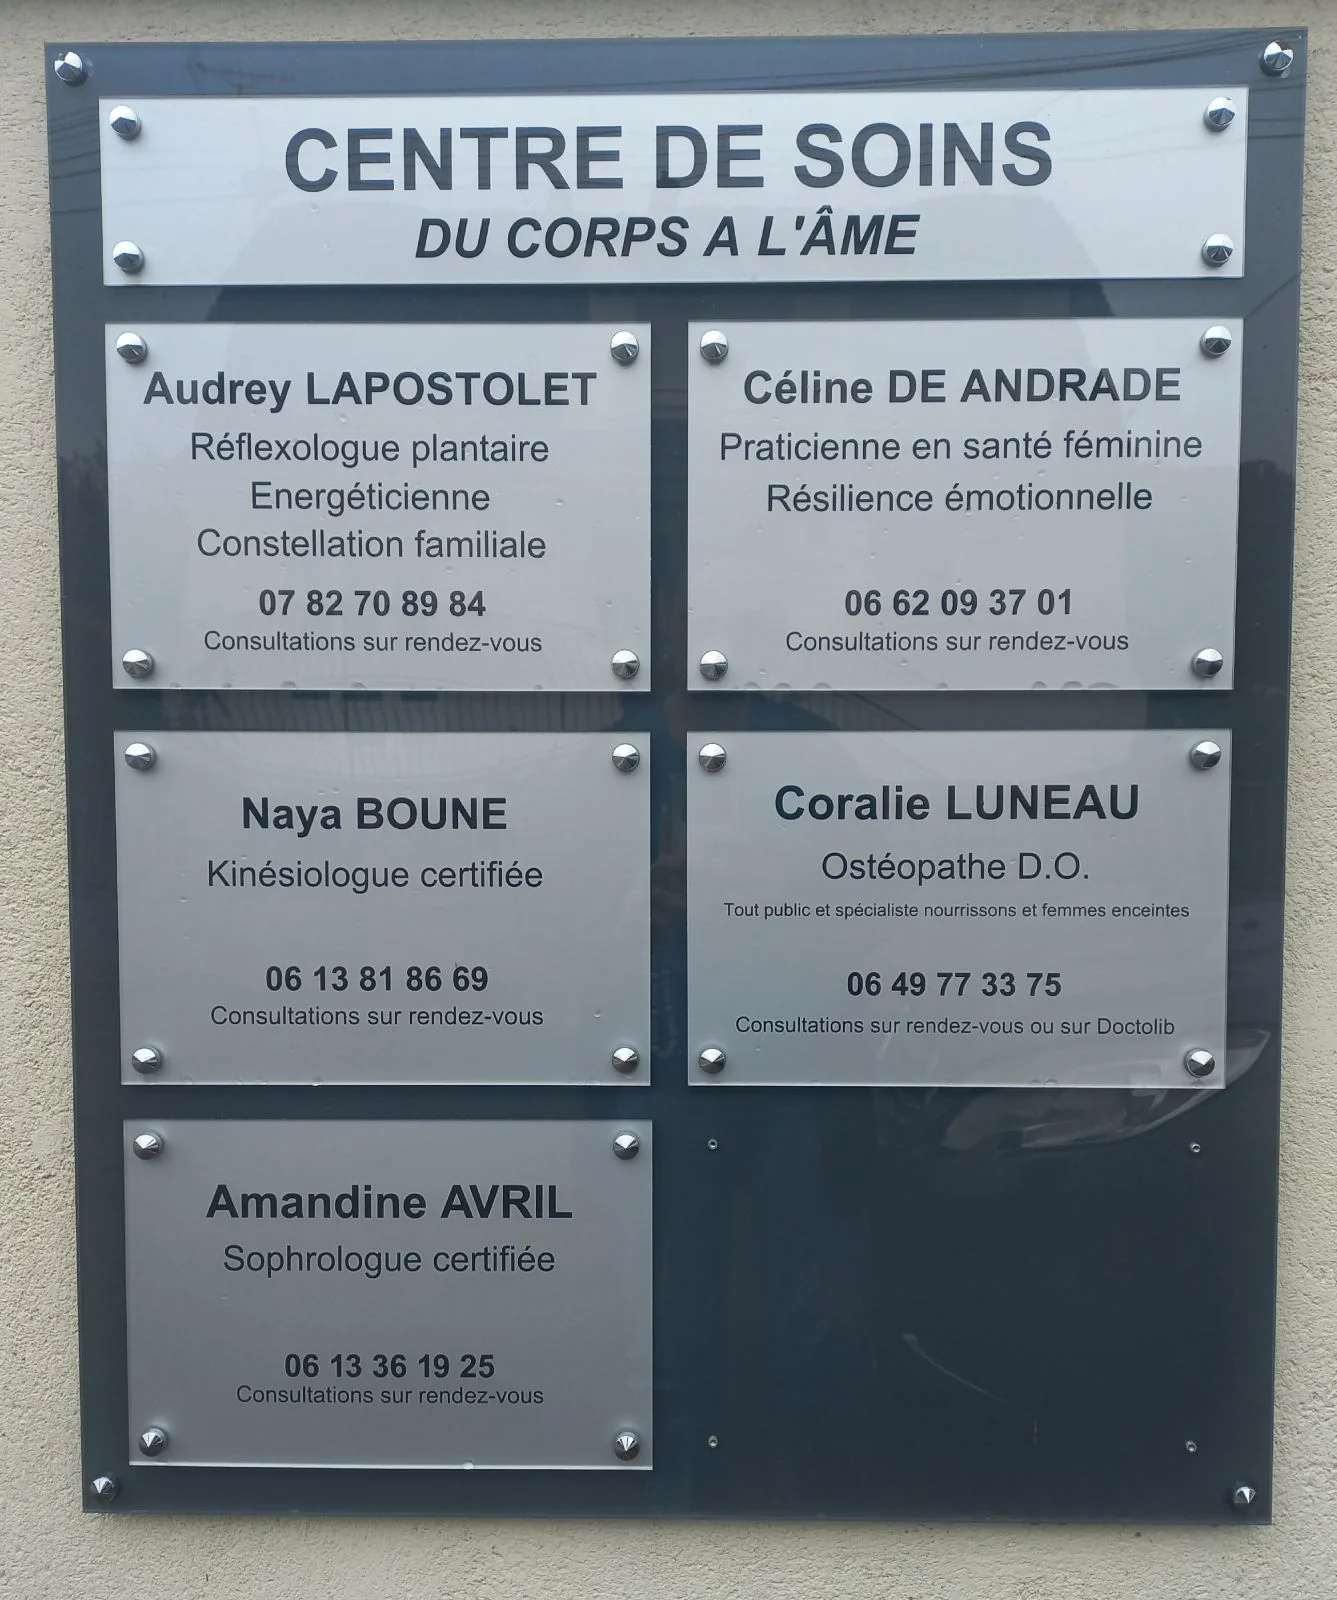 CENTRE DE SOINS
DU CORPS A L'ÂME
Audrey LAPOSTOLET
Réflexologue plantaire
Energéticienne
Constellation familiale
07 82 70 89 84
Consultations sur rendez-vous
Céline DE ANDRADE
Praticienne en santé féminine
Résilience émotionnelle
06 62 09 37 01
Consultations sur rendez-vous
Naya BOUNE
Kinésiologue certifiée
06 13 81 86 69
Consultations sur rendez-vous
Coralie LUNEAU
Ostéopathe D.O.
Tout public et spécialiste nourrissons et femmes enceintes
06 49 77 33 75
Consultations sur rendez-vous ou sur Doctolib
Amandine AVRIL
Sophrologue certifiée
06 13 36 19 25
Consultations sur rendez-vous